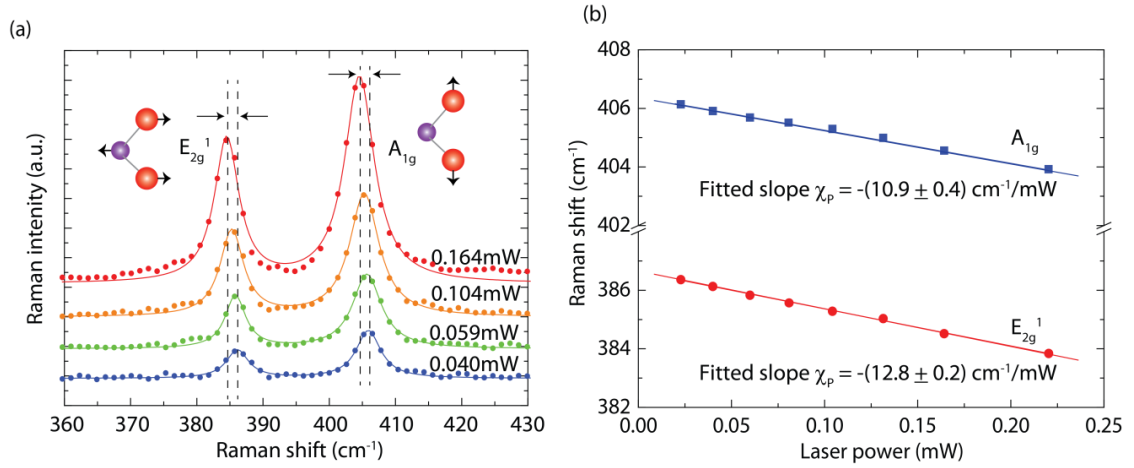 (a)
E2g1
A1g
0.164mW
0.104mW
0.059mW
0.040mW
Raman intenity (a.u.)
360 370 380 390 400 410 420 430
Raman shift (cm-1)
(b)
408
406
404
402
386
384
382
Raman shift (cm-1)
A1g
Fitted slope χP = -(10.9 ± 0.4) cm-1/mW
E2g1
Fitted slope χP = -(12.8 ± 0.2) cm-1/mW
0.00 0.05 0.10 0.15 0.20 0.25
Laser power (mW)